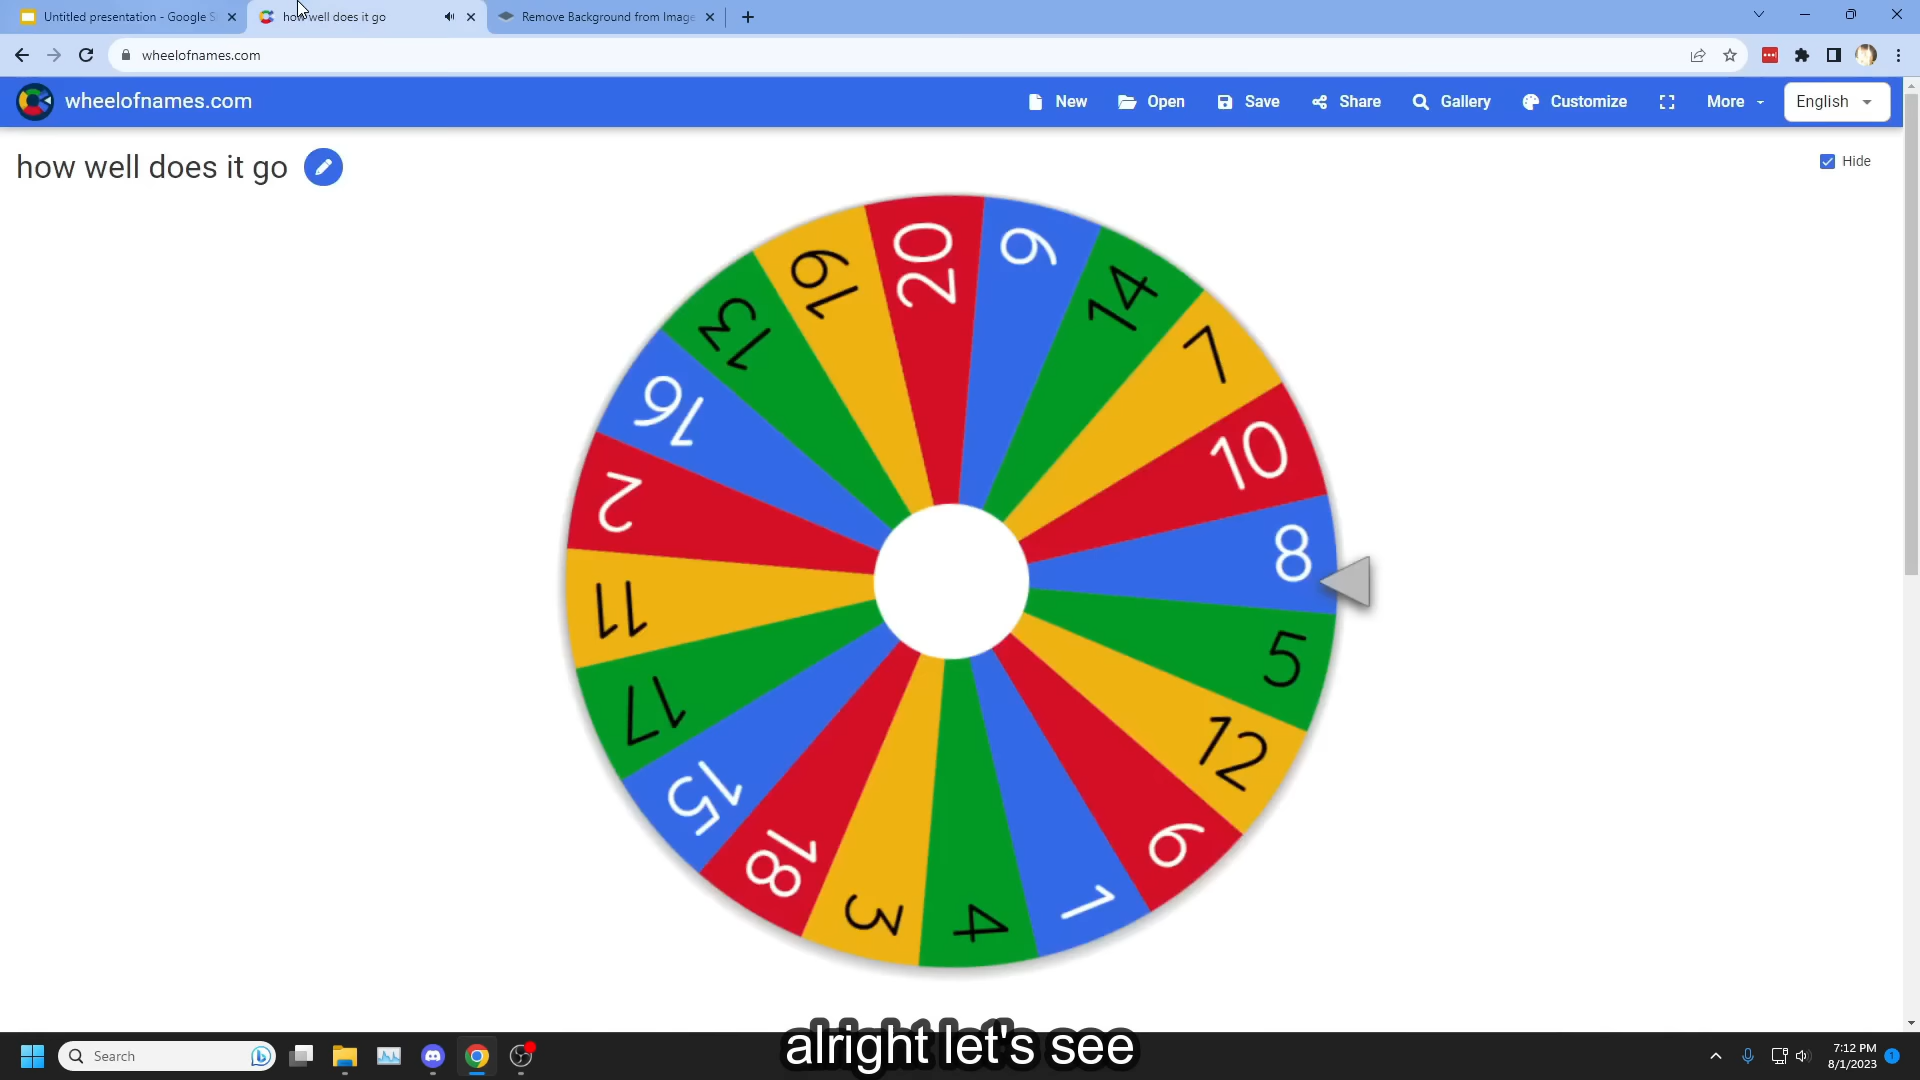 Untitled presentation - Google S
how well does it go
Remove Background from Image
wheelofnames.com
wheelofnames.com
New
Open
Save
Share
Gallery
Customize
More
English
how well does it go
Hide
20
9
14
7
10
8
5
12
6
1
4
3
18
15
17
11
2
16
13
19
alright let's see
Search
7:12 PM
8/1/2023
1